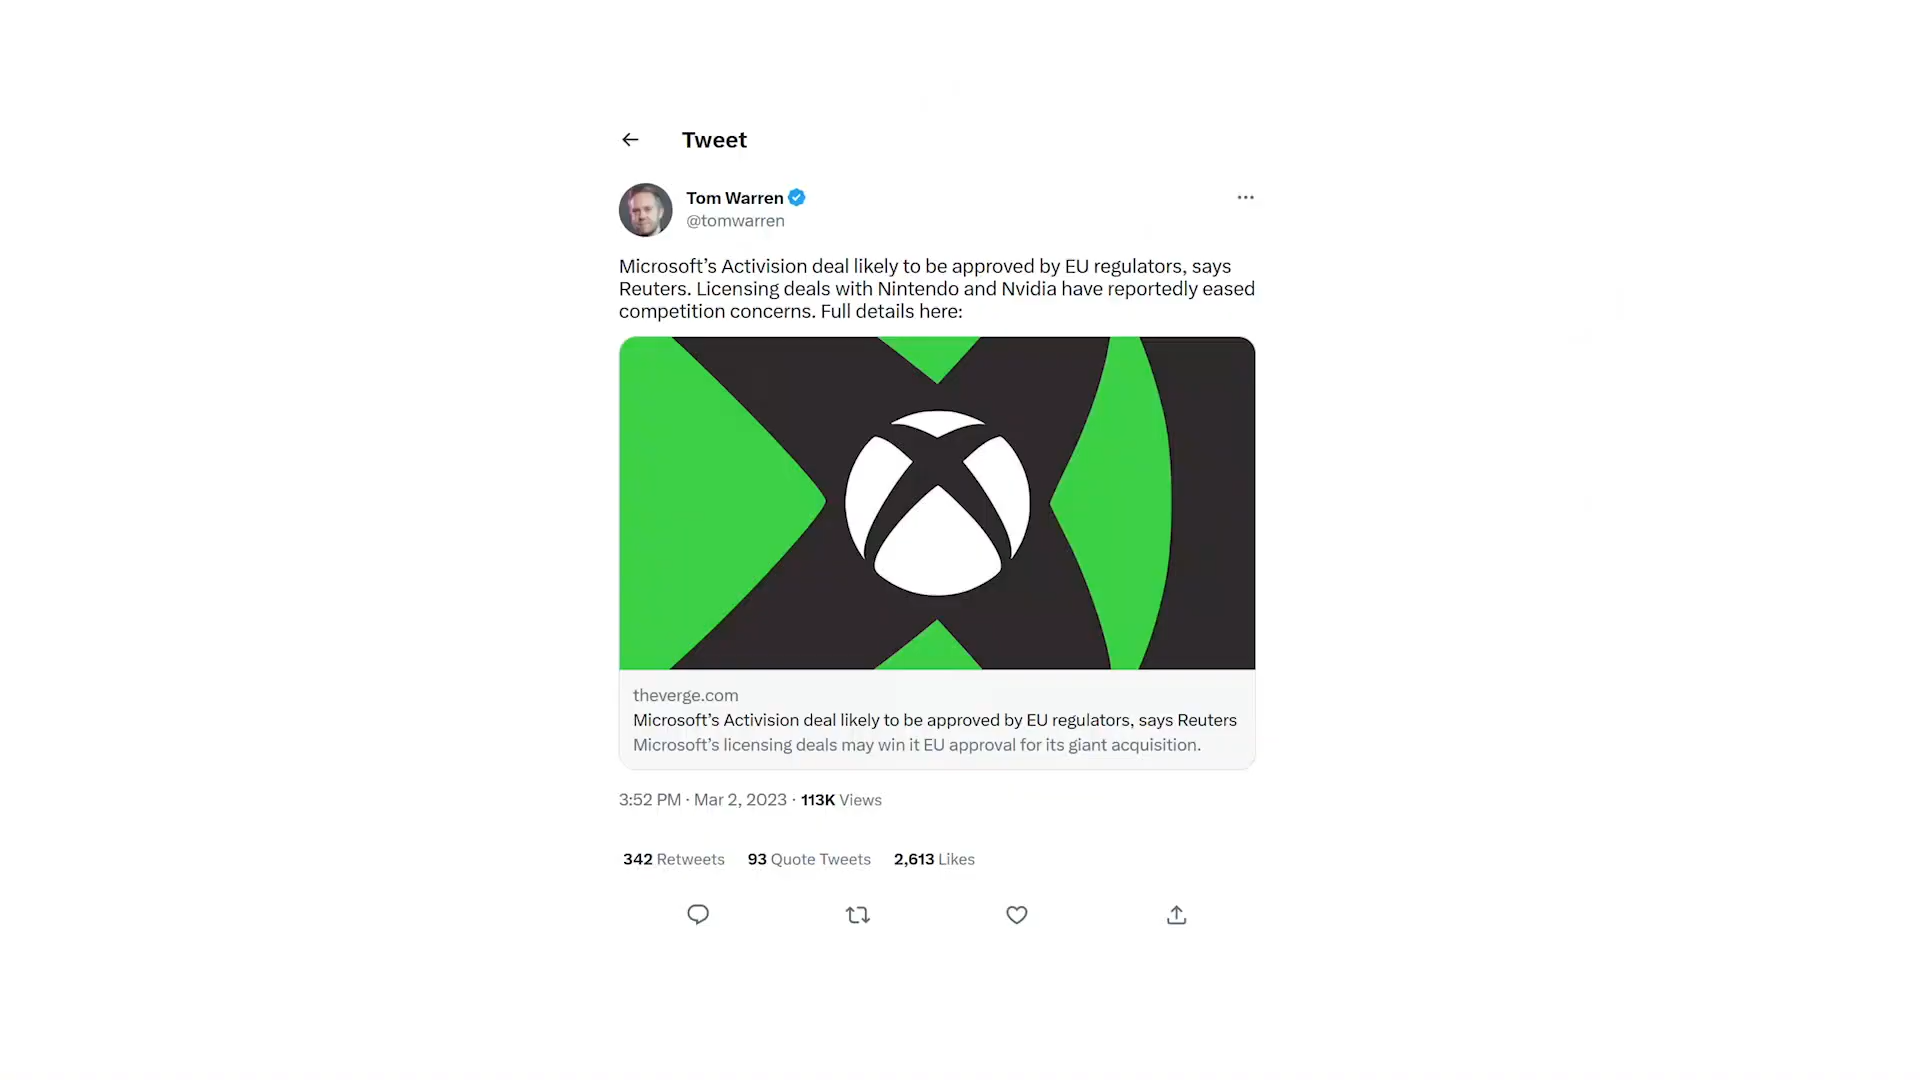 Tweet
Tom Warren
@tomwarren
Microsoft’s Activision deal likely to be approved by EU regulators, says
Reuters. Licensing deals with Nintendo and Nvidia have reportedly eased
competition concerns. Full details here:
theverge.com
Microsoft’s Activision deal likely to be approved by EU regulators, says Reuters
Microsoft’s licensing deals may win it EU approval for its giant acquisition.
3:52 PM · Mar 2, 2023 · 113K Views
342 Retweets 93 Quote Tweets 2,613 Likes